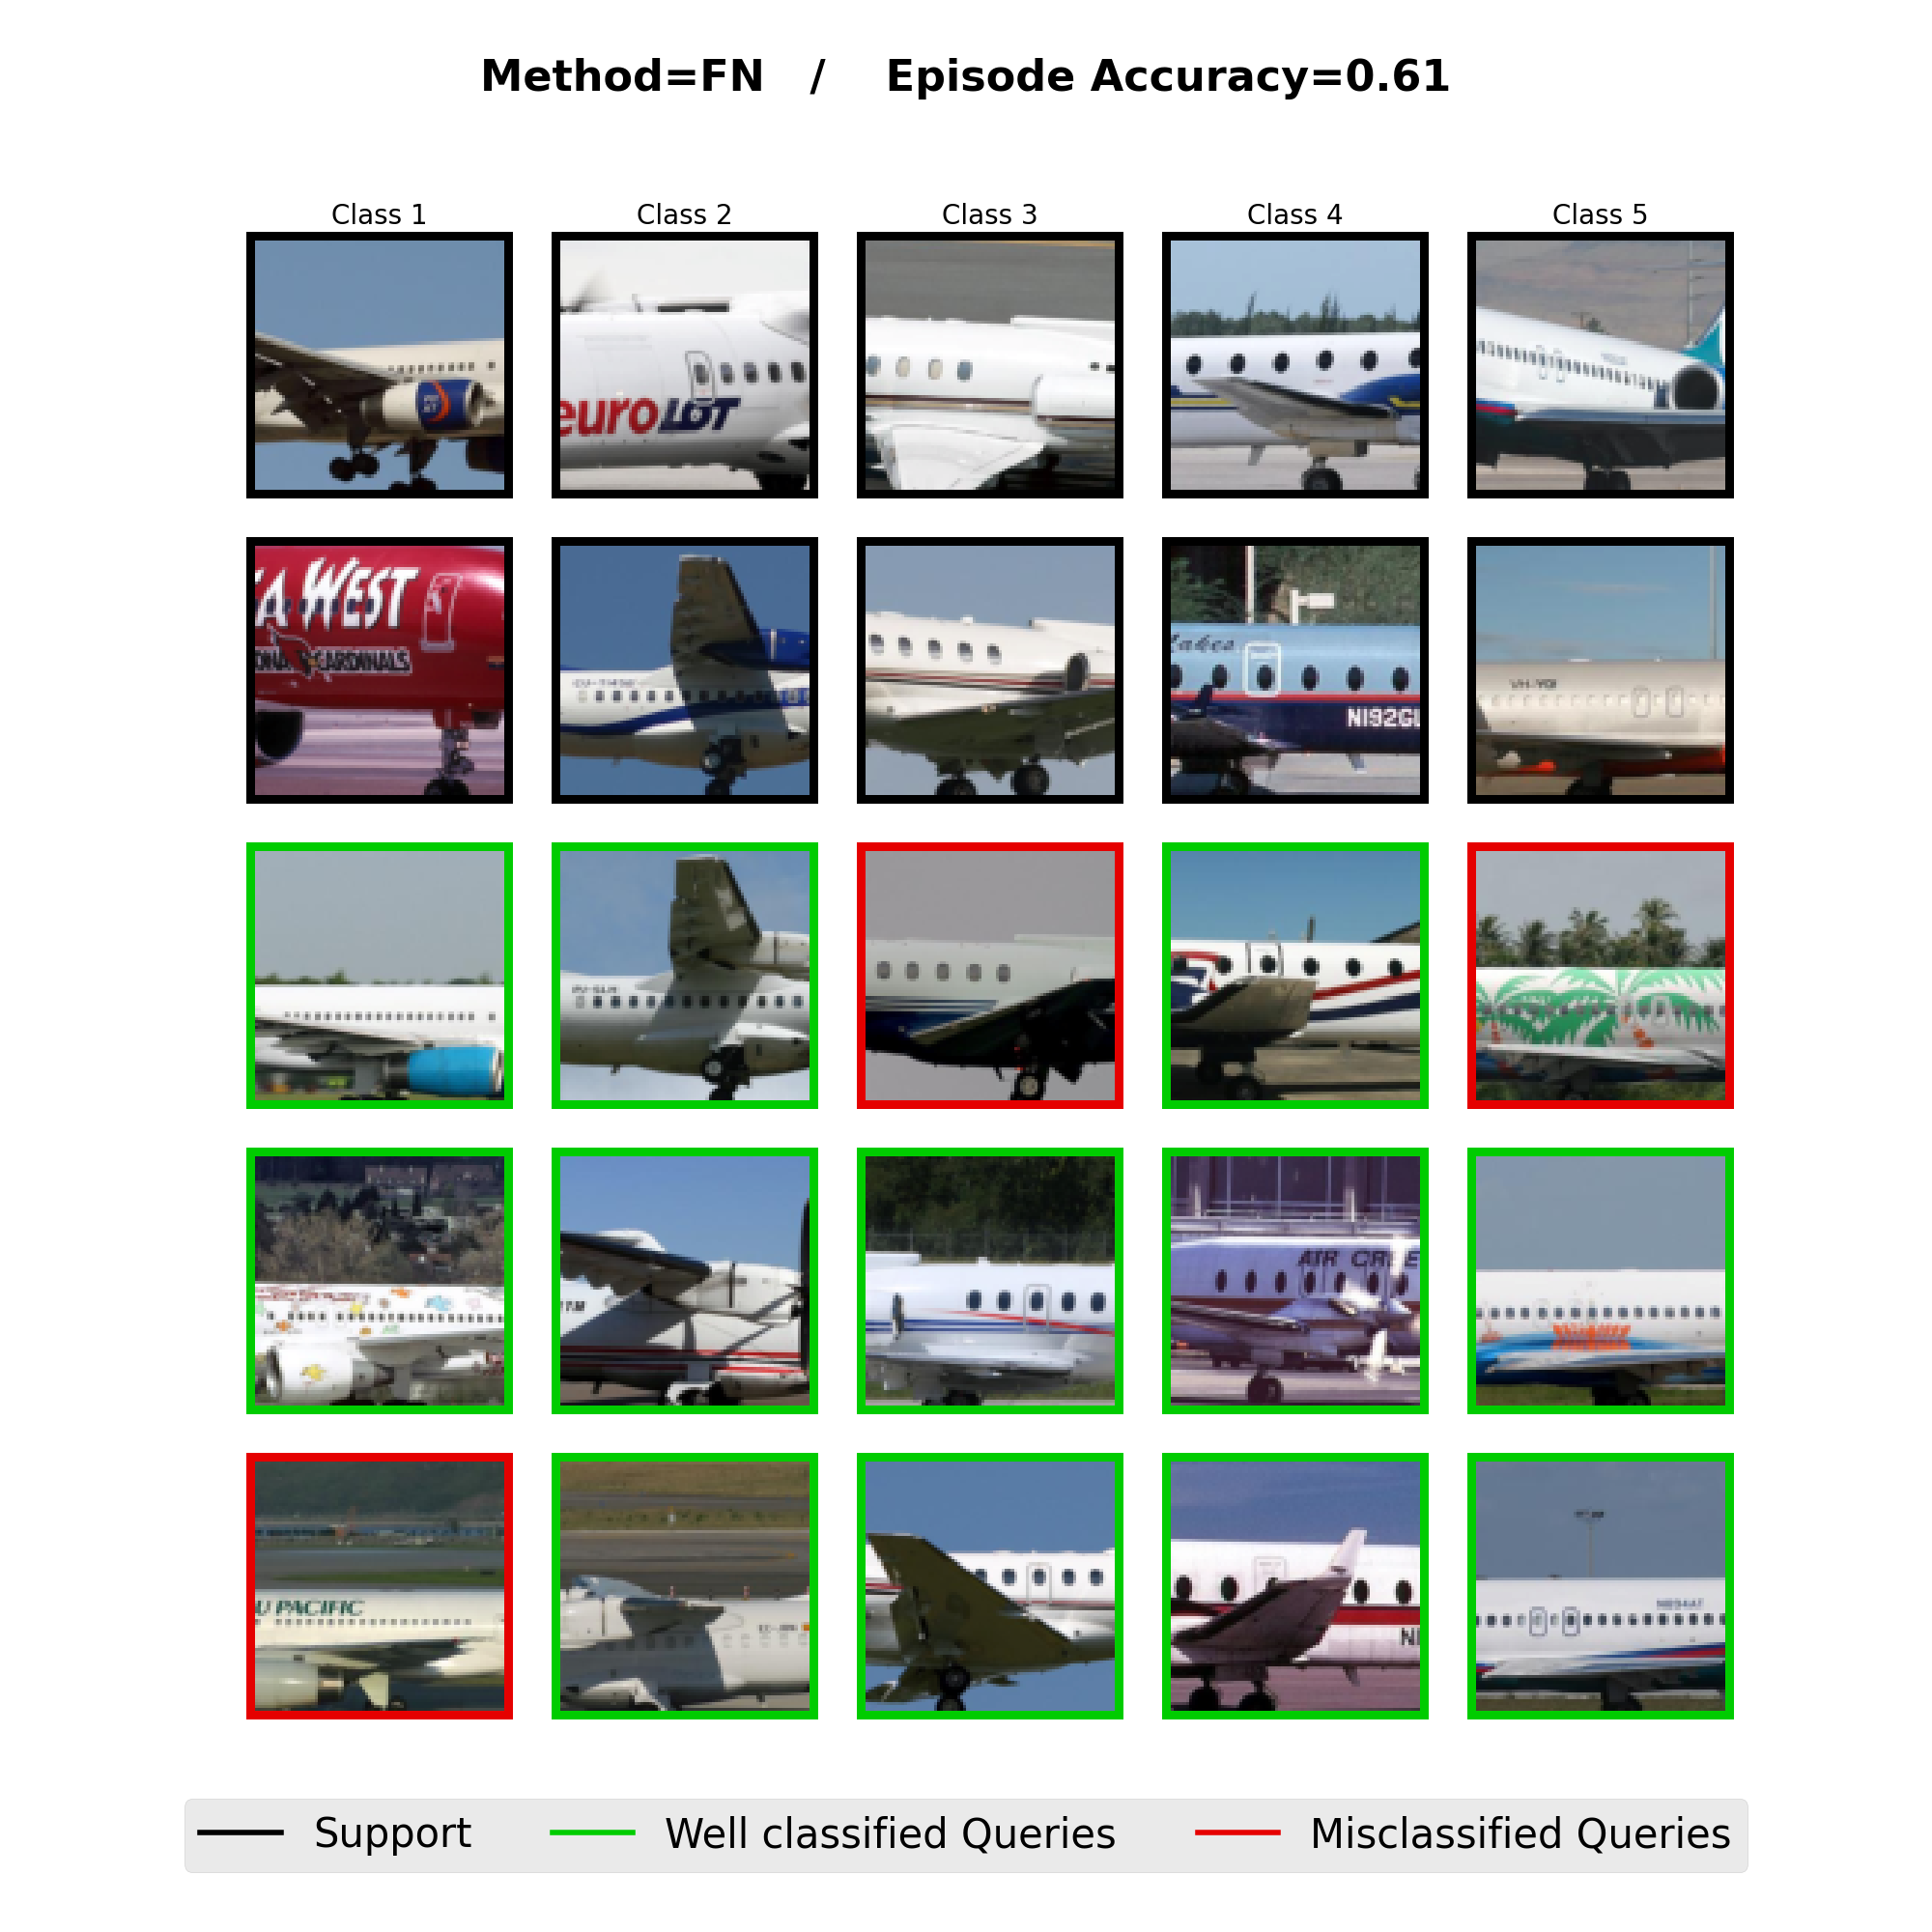 Method=FN / Episode Accuracy=0.61
Class 1 Class 2 Class 3 Class 4 Class 5
euroLOT
A WEST
CARDINALS
N192GL
AIR
U PACIFIC
Support Well classified Queries Misclassified Queries